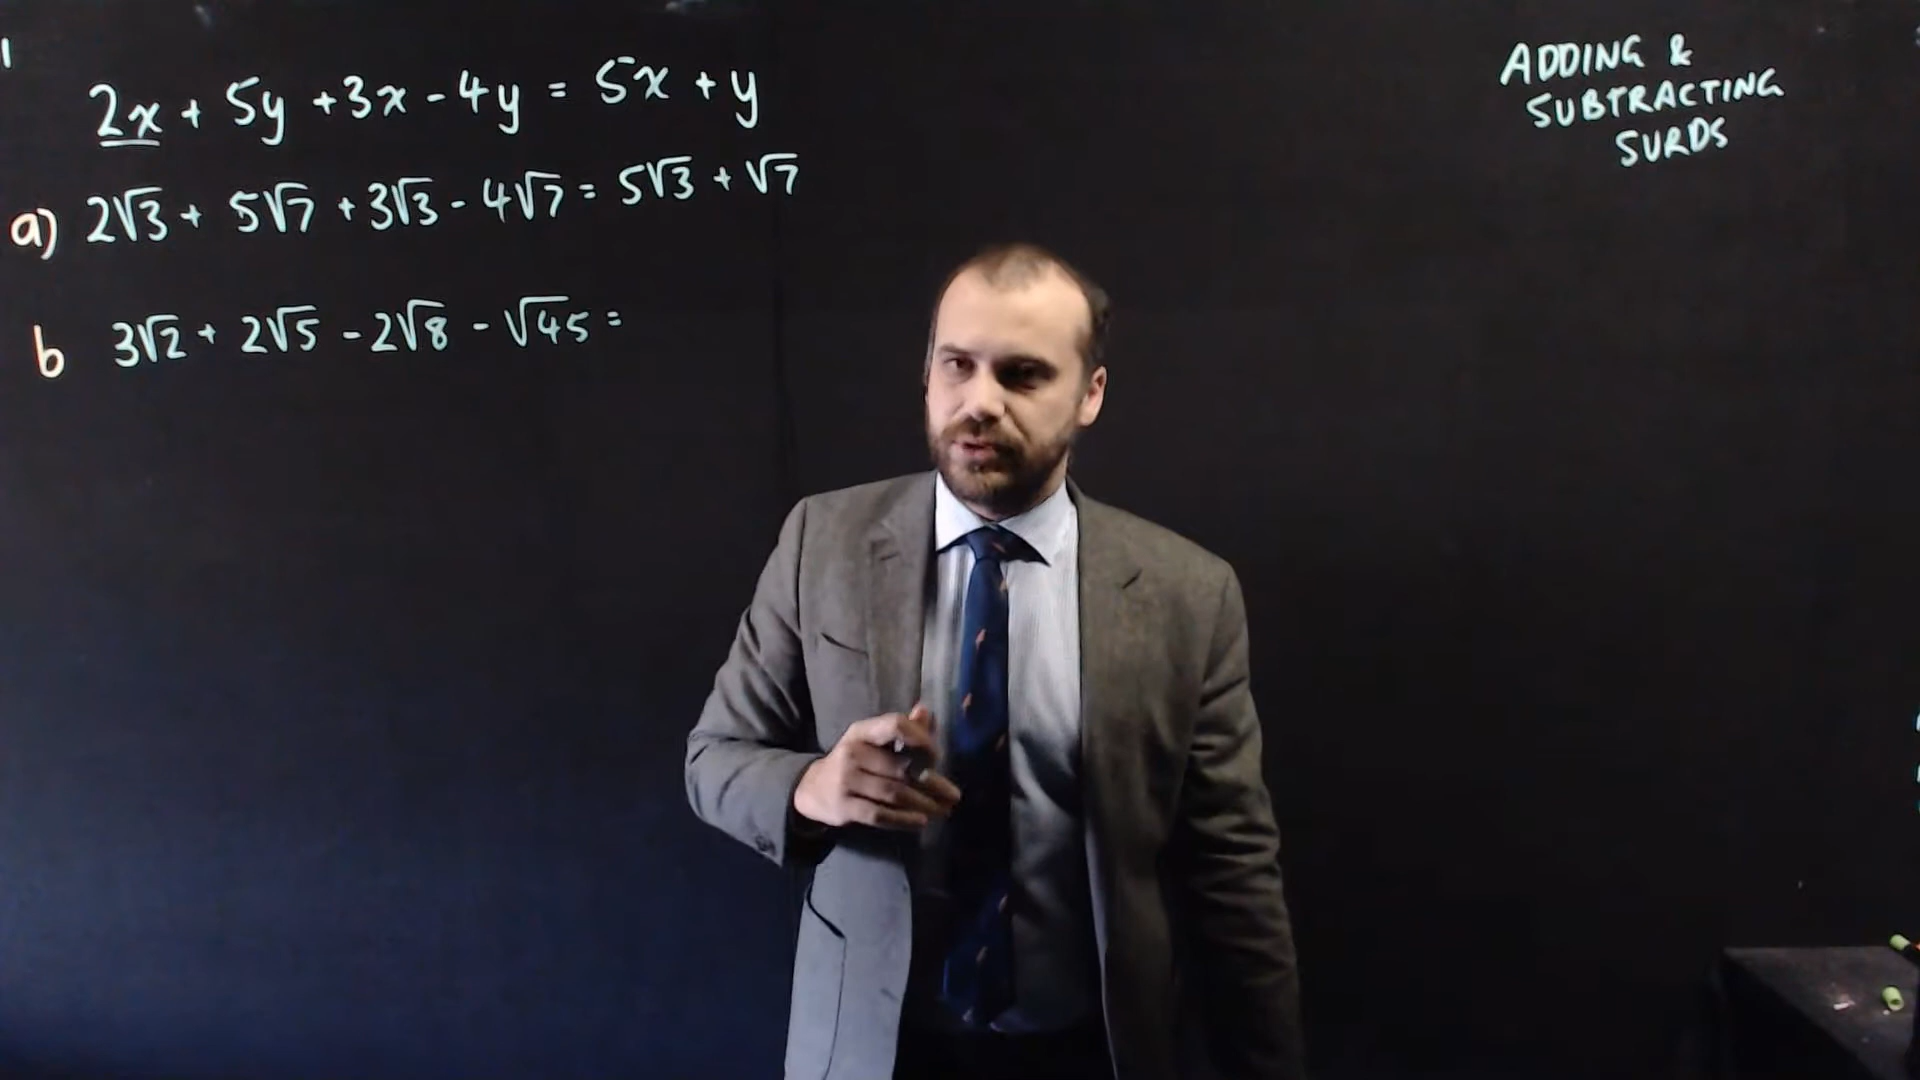 1
2x + 5y + 3x - 4y = 5x + y
a) 2√3 + 5√7 + 3√3 - 4√7 = 5√3 + √7
b 3√2 + 2√5 - 2√8 - √45 =
ADDING &
SUBTRACTING
SURDS